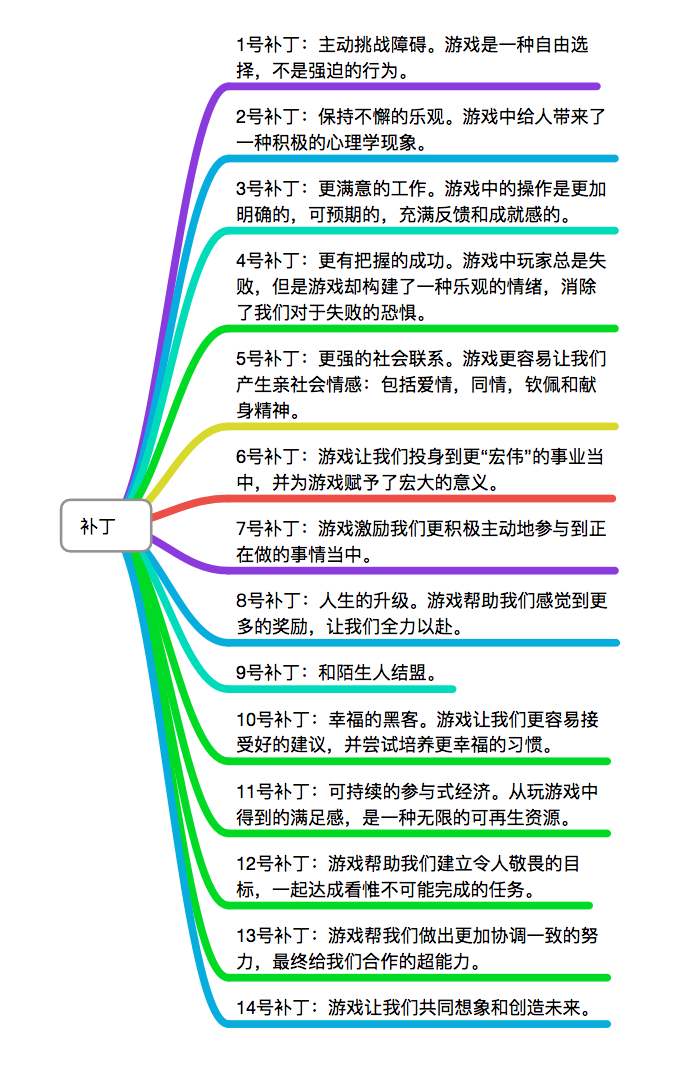 1号补丁：主动挑战障碍。游戏是一种自由选
择，不是强迫的行为。
2号补丁：保持不懈的乐观。游戏中给人带来了
一种积极的心理学现象。
3号补丁：更满意的工作。游戏中的操作是更加
明确的，可预期的，充满反馈和成就感的。
4号补丁：更有把握的成功。游戏中玩家总是失
败，但是游戏却构建了一种乐观的情绪，消除
了我们对于失败的恐惧。
5号补丁：更强的社会联系。游戏更容易让我们
产生亲社会情感：包括爱情，同情，钦佩和献
身精神。
6号补丁：游戏让我们投身到更“宏伟”的事业当
中，并为游戏赋予了宏大的意义。
补丁
7号补丁：游戏激励我们更积极主动地参与到正
在做的事情当中。
8号补丁：人生的升级。游戏帮助我们感觉到更
多的奖励，让我们全力以赴。
9号补丁：和陌生人结盟。
10号补丁：幸福的黑客。游戏让我们更容易接
受好的建议，并尝试培养更幸福的习惯。
11号补丁：可持续的参与式经济。从玩游戏中
得到的满足感，是一种无限的可再生资源。
12号补丁：游戏帮助我们建立令人敬畏的目
标，一起达成看惟不可能完成的任务。
13号补丁：游戏帮我们做出更加协调一致的努
力，最终给我们合作的超能力。
14号补丁：游戏让我们共同想象和创造未来。